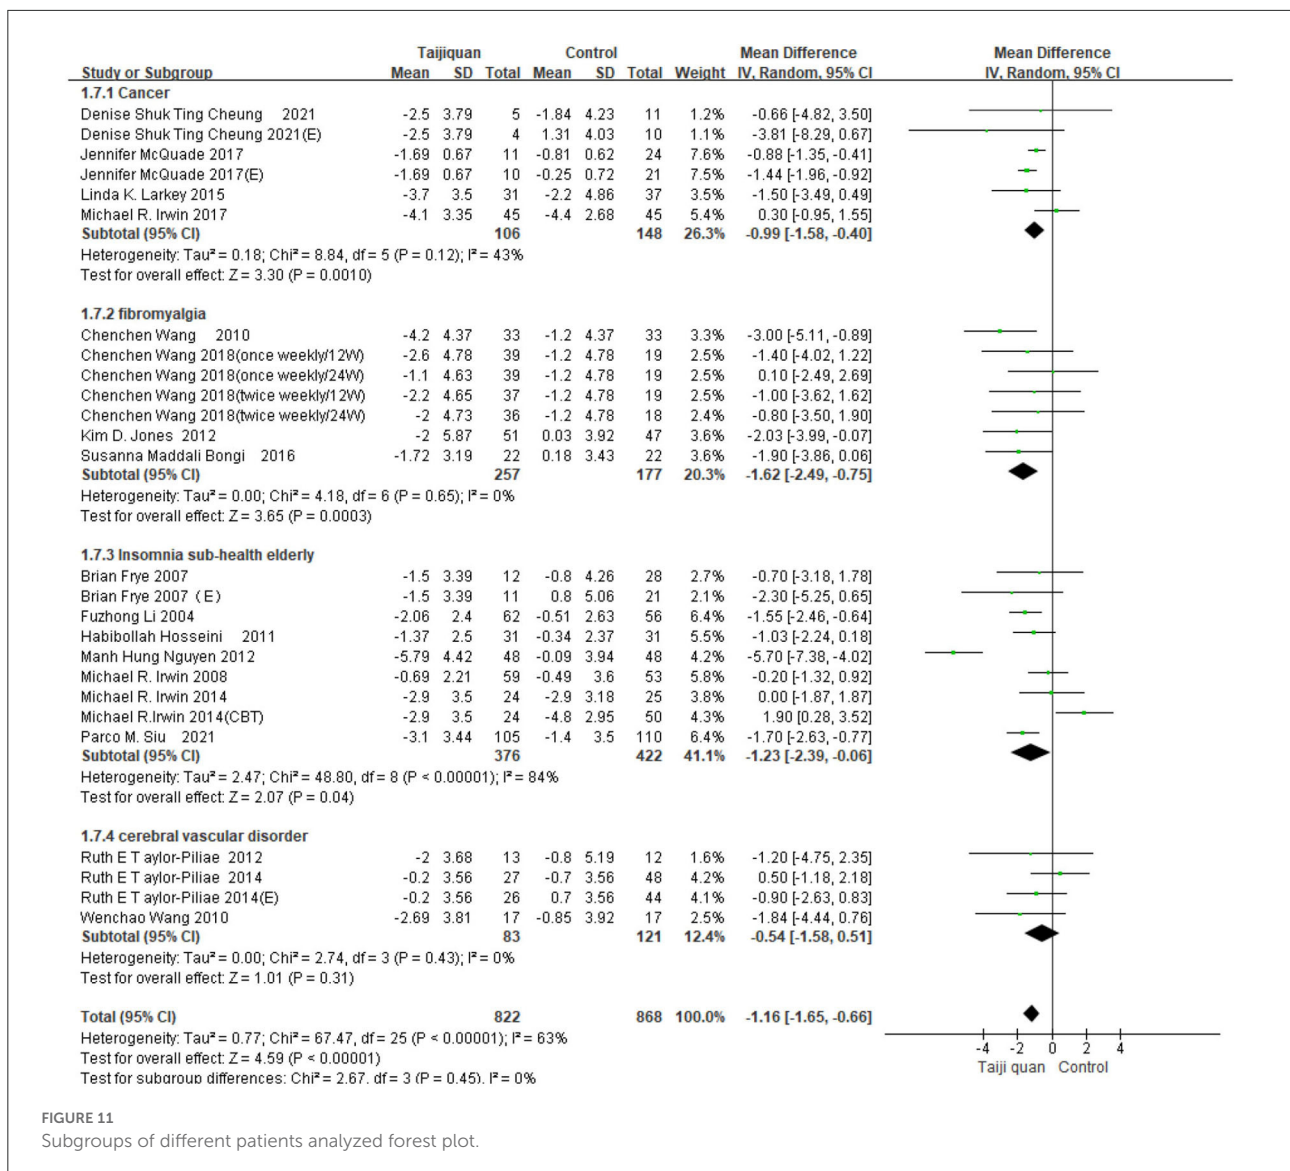 Taijiquan Control Mean Difference Mean Difference
Study or Subgroup Mean SD Total Mean SD Total Weight IV, Random, 95% CI IV, Random, 95% CI
1.7.1 Cancer
Denise Shuk Ting Cheung 2021 -2.5 3.79 5 -1.84 4.23 11 1.2% -0.66 [-4.82, 3.50]
Denise Shuk Ting Cheung 2021(E) -2.5 3.79 4 1.31 4.03 10 1.1% -3.81 [-8.29, 0.67]
Jennifer McQuade 2017 -1.69 0.67 11 -0.81 0.62 24 7.6% -0.88 [-1.35, -0.41]
Jennifer McQuade 2017(E) -1.69 0.67 10 -0.25 0.72 21 7.5% -1.44 [-1.96, -0.92]
Linda K. Larkey 2015 -3.7 3.5 31 -2.2 4.86 37 3.5% -1.50 [-3.49, 0.49]
Michael R. Irwin 2017 -4.1 3.35 45 -4.4 2.68 45 5.4% 0.30 [-0.95, 1.55]
Subtotal (95% CI) 106 148 26.3% -0.99 [-1.58, -0.40]
Heterogeneity: Tau² = 0.18; Chi² = 8.84, df = 5 (P = 0.12); I² = 43%
Test for overall effect: Z = 3.30 (P = 0.0010)
1.7.2 fibromyalgia
Chenchen Wang 2010 -4.2 4.37 33 -1.2 4.37 33 3.3% -3.00 [-5.11, -0.89]
Chenchen Wang 2018(once weekly/12W) -2.6 4.78 39 -1.2 4.78 19 2.5% -1.40 [-4.02, 1.22]
Chenchen Wang 2018(once weekly/24W) -1.1 4.63 39 -1.2 4.78 19 2.5% 0.10 [-2.49, 2.69]
Chenchen Wang 2018(twice weekly/12W) -2.2 4.65 37 -1.2 4.78 19 2.5% -1.00 [-3.62, 1.62]
Chenchen Wang 2018(twice weekly/24W) -2 4.73 36 -1.2 4.78 18 2.4% -0.80 [-3.50, 1.90]
Kim D. Jones 2012 -2 5.87 51 0.03 3.92 47 3.6% -2.03 [-3.99, -0.07]
Susanna Maddali Bongi 2016 -1.72 3.19 22 0.18 3.43 22 3.6% -1.90 [-3.86, 0.06]
Subtotal (95% CI) 257 177 20.3% -1.62 [-2.49, -0.75]
Heterogeneity: Tau² = 0.00; Chi² = 4.18, df = 6 (P = 0.65); I² = 0%
Test for overall effect: Z = 3.65 (P = 0.0003)
1.7.3 Insomnia sub-health elderly
Brian Frye 2007 -1.5 3.39 12 -0.8 4.26 28 2.7% -0.70 [-3.18, 1.78]
Brian Frye 2007 (E) -1.5 3.39 11 0.8 5.06 21 2.1% -2.30 [-5.25, 0.65]
Fuzhong Li 2004 -2.06 2.4 62 -0.51 2.63 56 6.4% -1.55 [-2.46, -0.64]
Habibollah Hosseini 2011 -1.37 2.5 31 -0.34 2.37 31 5.5% -1.03 [-2.24, 0.18]
Manh Hung Nguyen 2012 -5.79 4.42 48 -0.09 3.94 48 4.2% -5.70 [-7.38, -4.02]
Michael R. Irwin 2008 -0.69 2.21 59 -0.49 3.6 53 5.8% -0.20 [-1.32, 0.92]
Michael R. Irwin 2014 -2.9 3.5 24 -2.9 3.18 25 3.8% 0.00 [-1.87, 1.87]
Michael R.Irwin 2014(CBT) -2.9 3.5 24 -4.8 2.95 50 4.3% 1.90 [0.28, 3.52]
Parco M. Siu 2021 -3.1 3.44 105 -1.4 3.5 110 6.4% -1.70 [-2.63, -0.77]
Subtotal (95% CI) 376 422 41.1% -1.23 [-2.39, -0.06]
Heterogeneity: Tau² = 2.47; Chi² = 48.80, df = 8 (P < 0.00001); I² = 84%
Test for overall effect: Z = 2.07 (P = 0.04)
1.7.4 cerebral vascular disorder
Ruth E T aylor-Piliae 2012 -2 3.68 13 -0.8 5.19 12 1.6% -1.20 [-4.75, 2.35]
Ruth E T aylor-Piliae 2014 -0.2 3.56 27 -0.7 3.56 48 4.2% 0.50 [-1.18, 2.18]
Ruth E T aylor-Piliae 2014(E) -0.2 3.56 26 0.7 3.56 44 4.1% -0.90 [-2.63, 0.83]
Wenchao Wang 2010 -2.69 3.81 17 -0.85 3.92 17 2.5% -1.84 [-4.44, 0.76]
Subtotal (95% CI) 83 121 12.4% -0.54 [-1.58, 0.51]
Heterogeneity: Tau² = 0.00; Chi² = 2.74, df = 3 (P = 0.43); I² = 0%
Test for overall effect: Z = 1.01 (P = 0.31)
Total (95% CI) 822 868 100.0% -1.16 [-1.65, -0.66]
Heterogeneity: Tau² = 0.77; Chi² = 67.47, df = 25 (P < 0.00001); I² = 63%
Test for overall effect: Z = 4.59 (P < 0.00001)
Test for subgroup differences: Chi² = 2.67, df = 3 (P = 0.45), I² = 0%
-4 -2 0 2 4
Taiji quan Control
FIGURE 11
Subgroups of different patients analyzed forest plot.